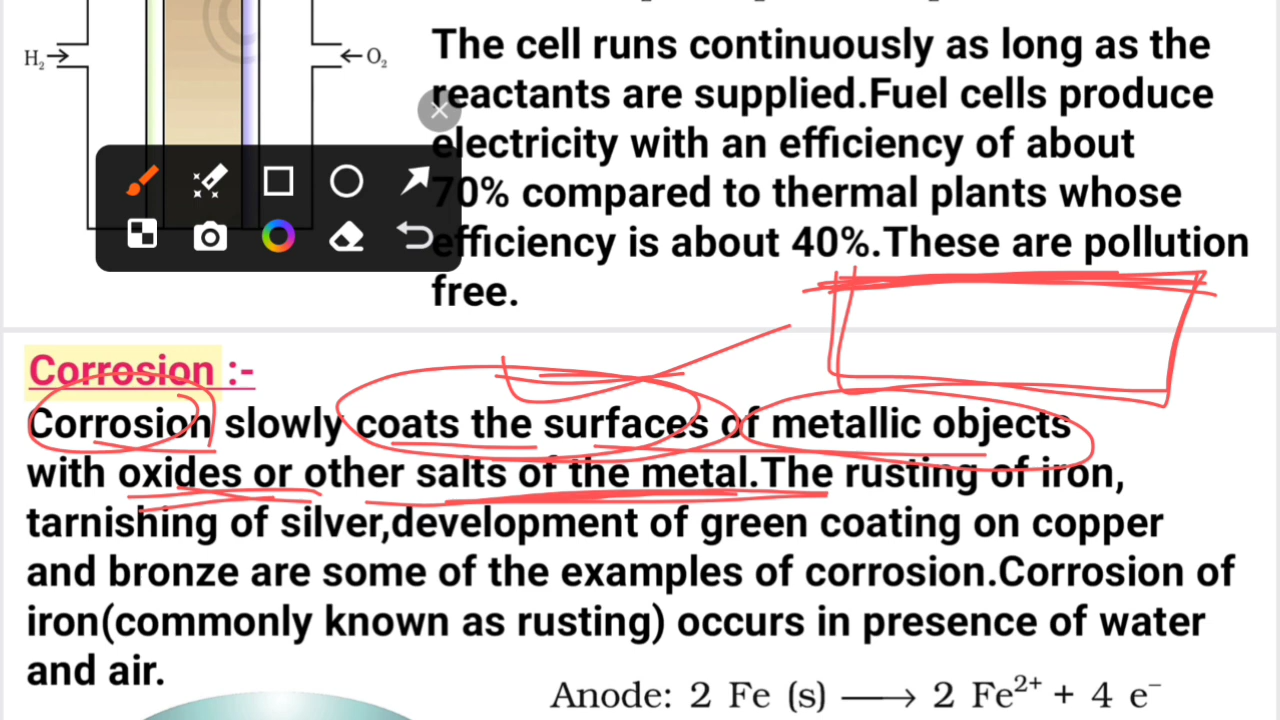 H₂
O₂
The cell runs continuously as long as the
reactants are supplied.Fuel cells produce
electricity with an efficiency of about
70% compared to thermal plants whose
efficiency is about 40%.These are pollution
free.
Corrosion :-
Corrosion slowly coats the surfaces of metallic objects
with oxides or other salts of the metal.The rusting of iron,
tarnishing of silver,development of green coating on copper
and bronze are some of the examples of corrosion.Corrosion of
iron(commonly known as rusting) occurs in presence of water
and air.
Anode: 2 Fe (s) ⟶ 2 Fe²⁺ + 4 e⁻